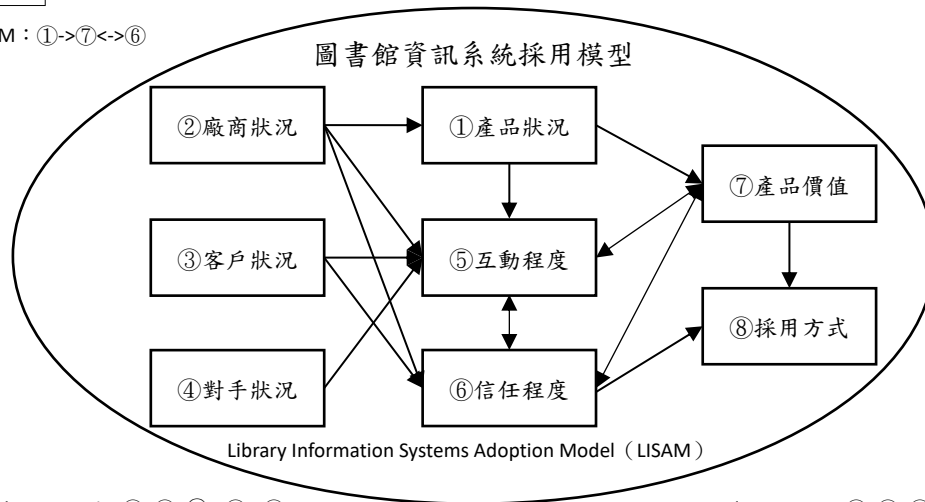 M：①->⑦<->⑥
圖書館資訊系統採用模型
②廠商狀況
①產品狀況
⑦產品價值
③客戶狀況
⑤互動程度
⑧採用方式
④對手狀況
⑥信任程度
Library Information Systems Adoption Model（LISAM）